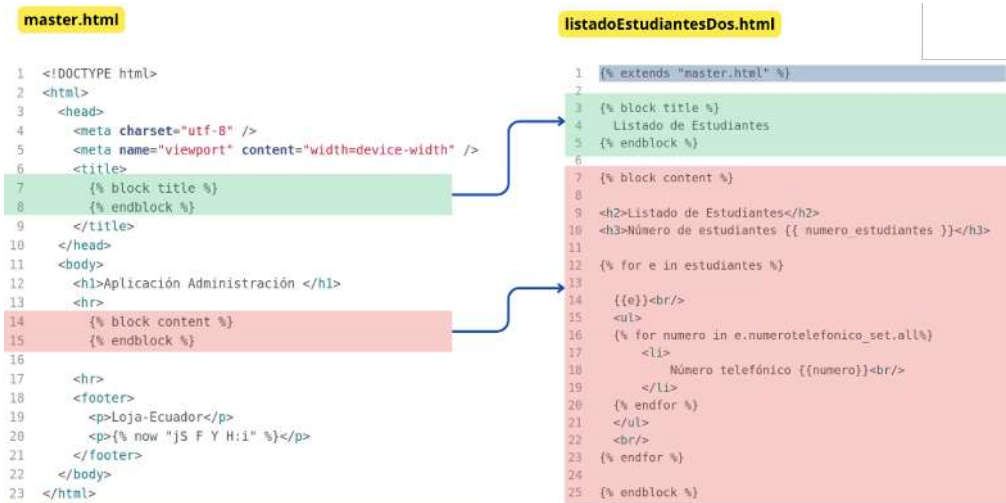 master.html
1 <!DOCTYPE html>
2 <html>
3 <head>
4 <meta charset="utf-8" />
5 <meta name="viewport" content="width=device-width" />
6 <title>
7 {% block title %}
8 {% endblock %}
9 </title>
10 </head>
11 <body>
12 <h1>Aplicación Administración </h1>
13 <hr>
14 {% block content %}
15 {% endblock %}
16
17 <hr>
18 <footer>
19 <p>Loja-Ecuador</p>
20 <p>{% now "jS F Y H:i" %}</p>
21 </footer>
22 </body>
23 </html>
listadoEstudiantesDos.html
1 {% extends "master.html" %}
2
3 {% block title %}
4 Listado de Estudiantes
5 {% endblock %}
6
7 {% block content %}
8
9 <h2>Listado de Estudiantes</h2>
10 <h3>Número de estudiantes {{ numero_estudiantes }}</h3>
11
12 {% for e in estudiantes %}
13
14 {{e}}<br/>
15 <ul>
16 {% for numero in e.numerotelefonico_set.all%}
17 <li>
18 Número telefónico {{numero}}<br/>
19 </li>
20 {% endfor %}
21 </ul>
22 <br/>
23 {% endfor %}
24
25 {% endblock %}